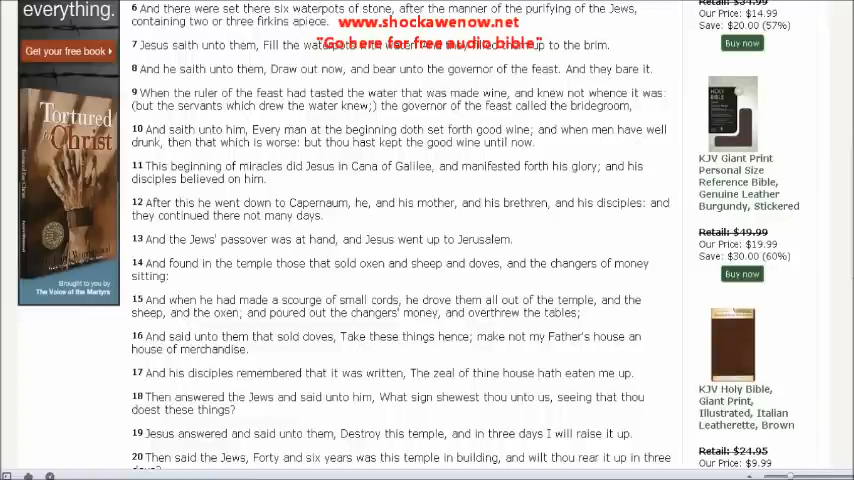 everything.
Get your free book ▸
Tortured
for
Christ
Brought to you by
The Voice of the Martyrs
www.shockawenow.net
"Go here for free audio bible"
6 And there were set there six waterpots of stone, after the manner of the purifying of the Jews,
containing two or three firkins apiece.
7 Jesus saith unto them, Fill the waterpots with water. And they filled them up to the brim.
8 And he saith unto them, Draw out now, and bear unto the governor of the feast. And they bare it.
9 When the ruler of the feast had tasted the water that was made wine, and knew not whence it was:
(but the servants which drew the water knew;) the governor of the feast called the bridegroom,
10 And saith unto him, Every man at the beginning doth set forth good wine; and when men have well
drunk, then that which is worse: but thou hast kept the good wine until now.
11 This beginning of miracles did Jesus in Cana of Galilee, and manifested forth his glory; and his
disciples believed on him.
12 After this he went down to Capernaum, he, and his mother, and his brethren, and his disciples: and
they continued there not many days.
13 And the Jews' passover was at hand, and Jesus went up to Jerusalem.
14 And found in the temple those that sold oxen and sheep and doves, and the changers of money
sitting:
15 And when he had made a scourge of small cords, he drove them all out of the temple, and the
sheep, and the oxen; and poured out the changers' money, and overthrew the tables;
16 And said unto them that sold doves, Take these things hence; make not my Father's house an
house of merchandise.
17 And his disciples remembered that it was written, The zeal of thine house hath eaten me up.
18 Then answered the Jews and said unto him, What sign shewest thou unto us, seeing that thou
doest these things?
19 Jesus answered and said unto them, Destroy this temple, and in three days I will raise it up.
20 Then said the Jews, Forty and six years was this temple in building, and wilt thou rear it up in three
days?
Retail: $34.99
Our Price: $14.99
Save: $20.00 (57%)
Buy now
HOLY
BIBLE
KJV Giant Print
Personal Size
Reference Bible,
Genuine Leather
Burgundy, Stickered
Retail: $49.99
Our Price: $19.99
Save: $30.00 (60%)
Buy now
KJV Holy Bible,
Giant Print,
Illustrated, Italian
Leatherette, Brown
Retail: $24.95
Our Price: $9.99